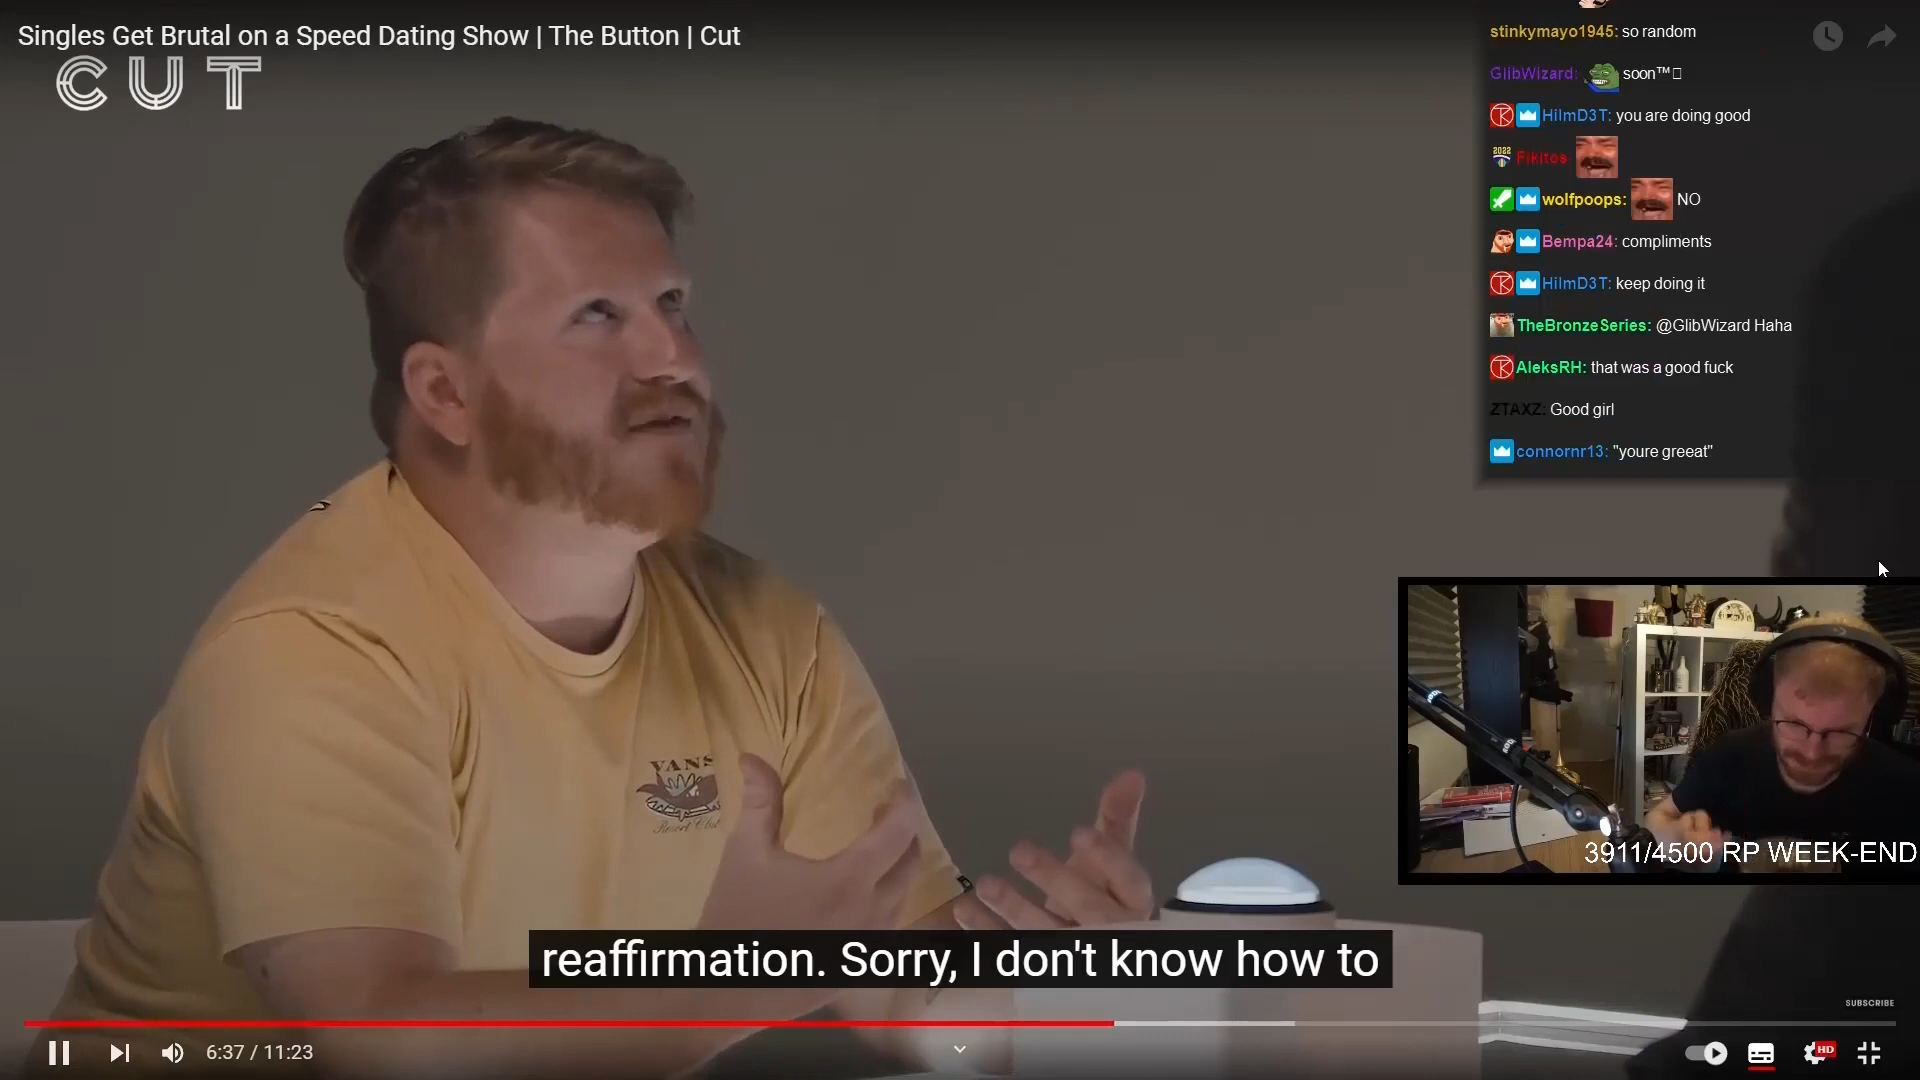 Singles Get Brutal on a Speed Dating Show | The Button | Cut
CUT
stinkymayo1945: so random
GlibWizard: soon™
HilmD3T: you are doing good
2022
Fikitos
wolfpoops: NO
Bempa24: compliments
HilmD3T: keep doing it
TheBronzeSeries: @GlibWizard Haha
AleksRH: that was a good fuck
ZTAXZ: Good girl
connornr13: "youre greeat"
VANS
Resort Club
3911/4500 RP WEEK-END
reaffirmation. Sorry, I don't know how to
SUBSCRIBE
6:37 / 11:23
HD